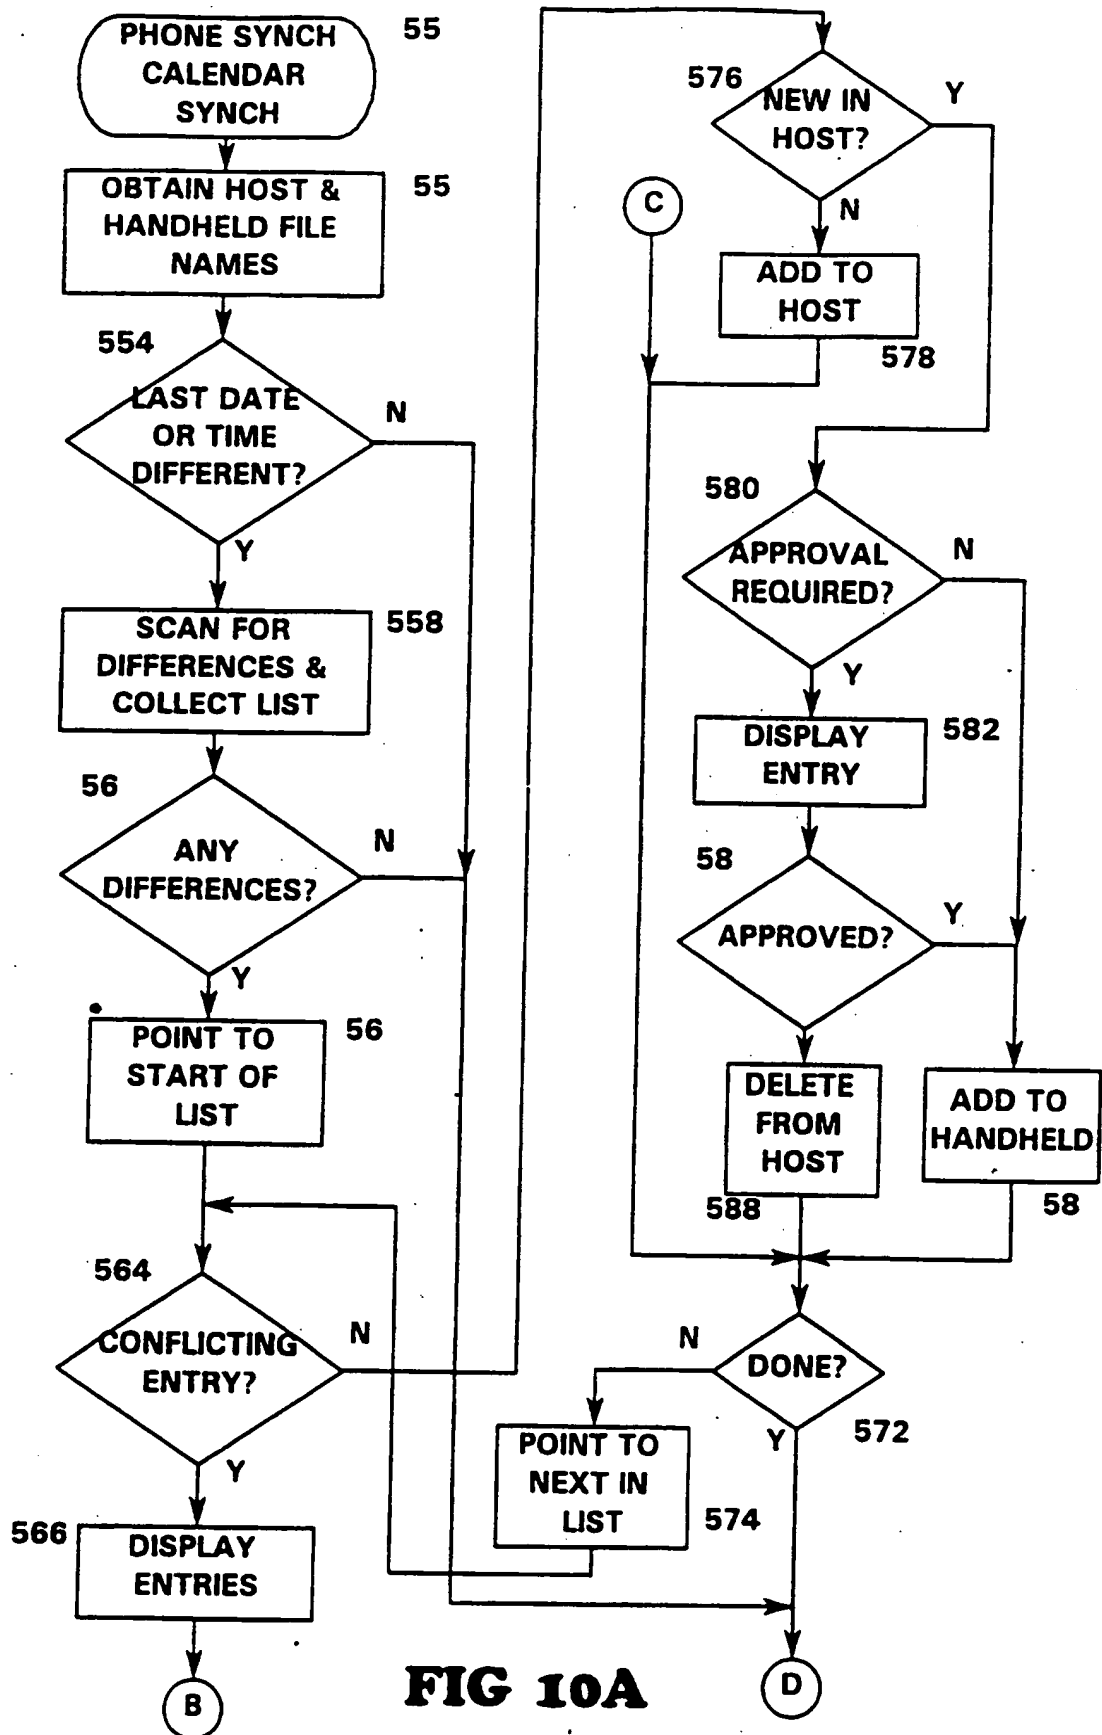 PHONE SYNCH
CALENDAR
SYNCH
55
OBTAIN HOST &
HANDHELD FILE
NAMES
55
554
LAST DATE
OR TIME
DIFFERENT?
N
Y
SCAN FOR
DIFFERENCES &
COLLECT LIST
558
56
ANY
DIFFERENCES?
N
Y
POINT TO
START OF
LIST
56
564
CONFLICTING
ENTRY?
N
Y
566
DISPLAY
ENTRIES
B
576
NEW IN
HOST?
Y
N
C
ADD TO
HOST
578
580
APPROVAL
REQUIRED?
N
Y
DISPLAY
ENTRY
582
58
APPROVED?
Y
DELETE
FROM
HOST
588
ADD TO
HANDHELD
58
N
DONE?
572
Y
POINT TO
NEXT IN
LIST
574
D
FIG 10A